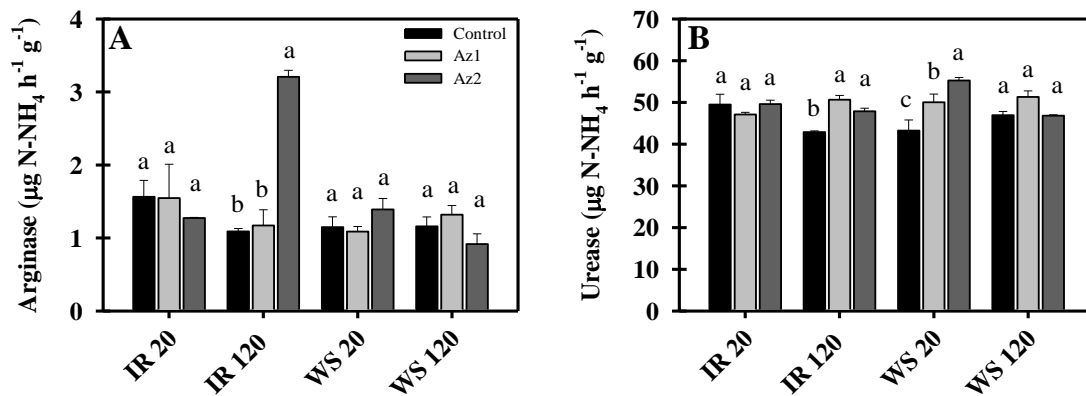 A
Arginase (µg N-NH4 h-1 g-1)
4
3
2
1
0
Control
Az1
Az2
a a a
b b a
a a a
a a a
IR 20
IR 120
WS 20
WS 120
B
Urease (µg N-NH4 h-1 g-1)
70
60
50
40
30
20
10
0
a a a
b a a
c b a
a a a
IR 20
IR 120
WS 20
WS 120